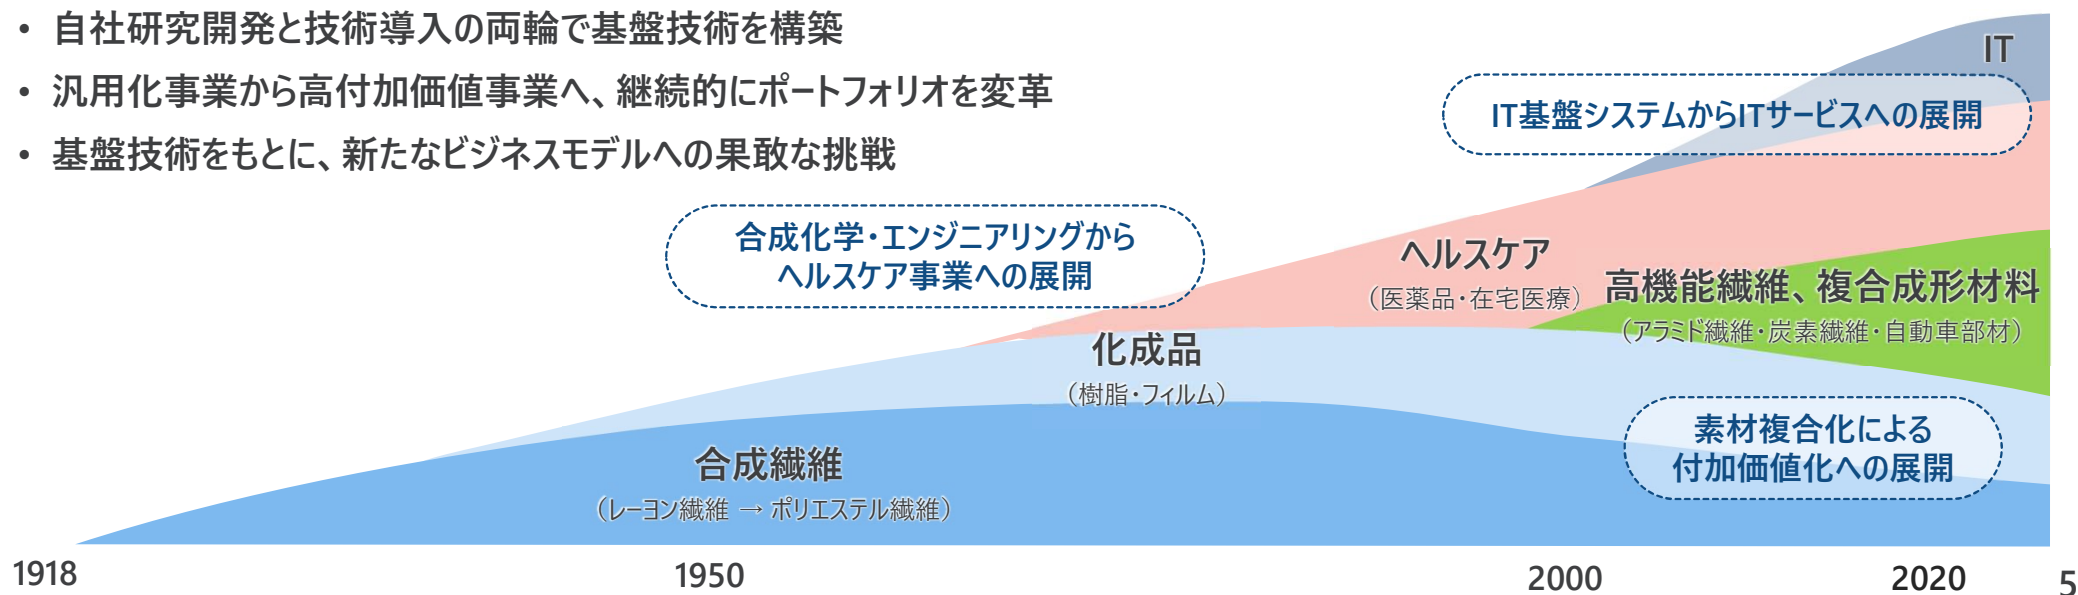 • 自社研究開発と技術導入の両輪で基盤技術を構築
• 汎用化事業から高付加価値事業へ、継続的にポートフォリオを変革
• 基盤技術をもとに、新たなビジネスモデルへの果敢な挑戦
IT
IT基盤システムからITサービスへの展開
合成化学・エンジニアリングから
ヘルスケア事業への展開
ヘルスケア
（医薬品・在宅医療）
高機能繊維、複合成形材料
（アラミド繊維・炭素繊維・自動車部材）
化成品
（樹脂・フィルム）
素材複合化による
付加価値化への展開
合成繊維
（レーヨン繊維 → ポリエステル繊維）
1918 1950 2000 2020 5